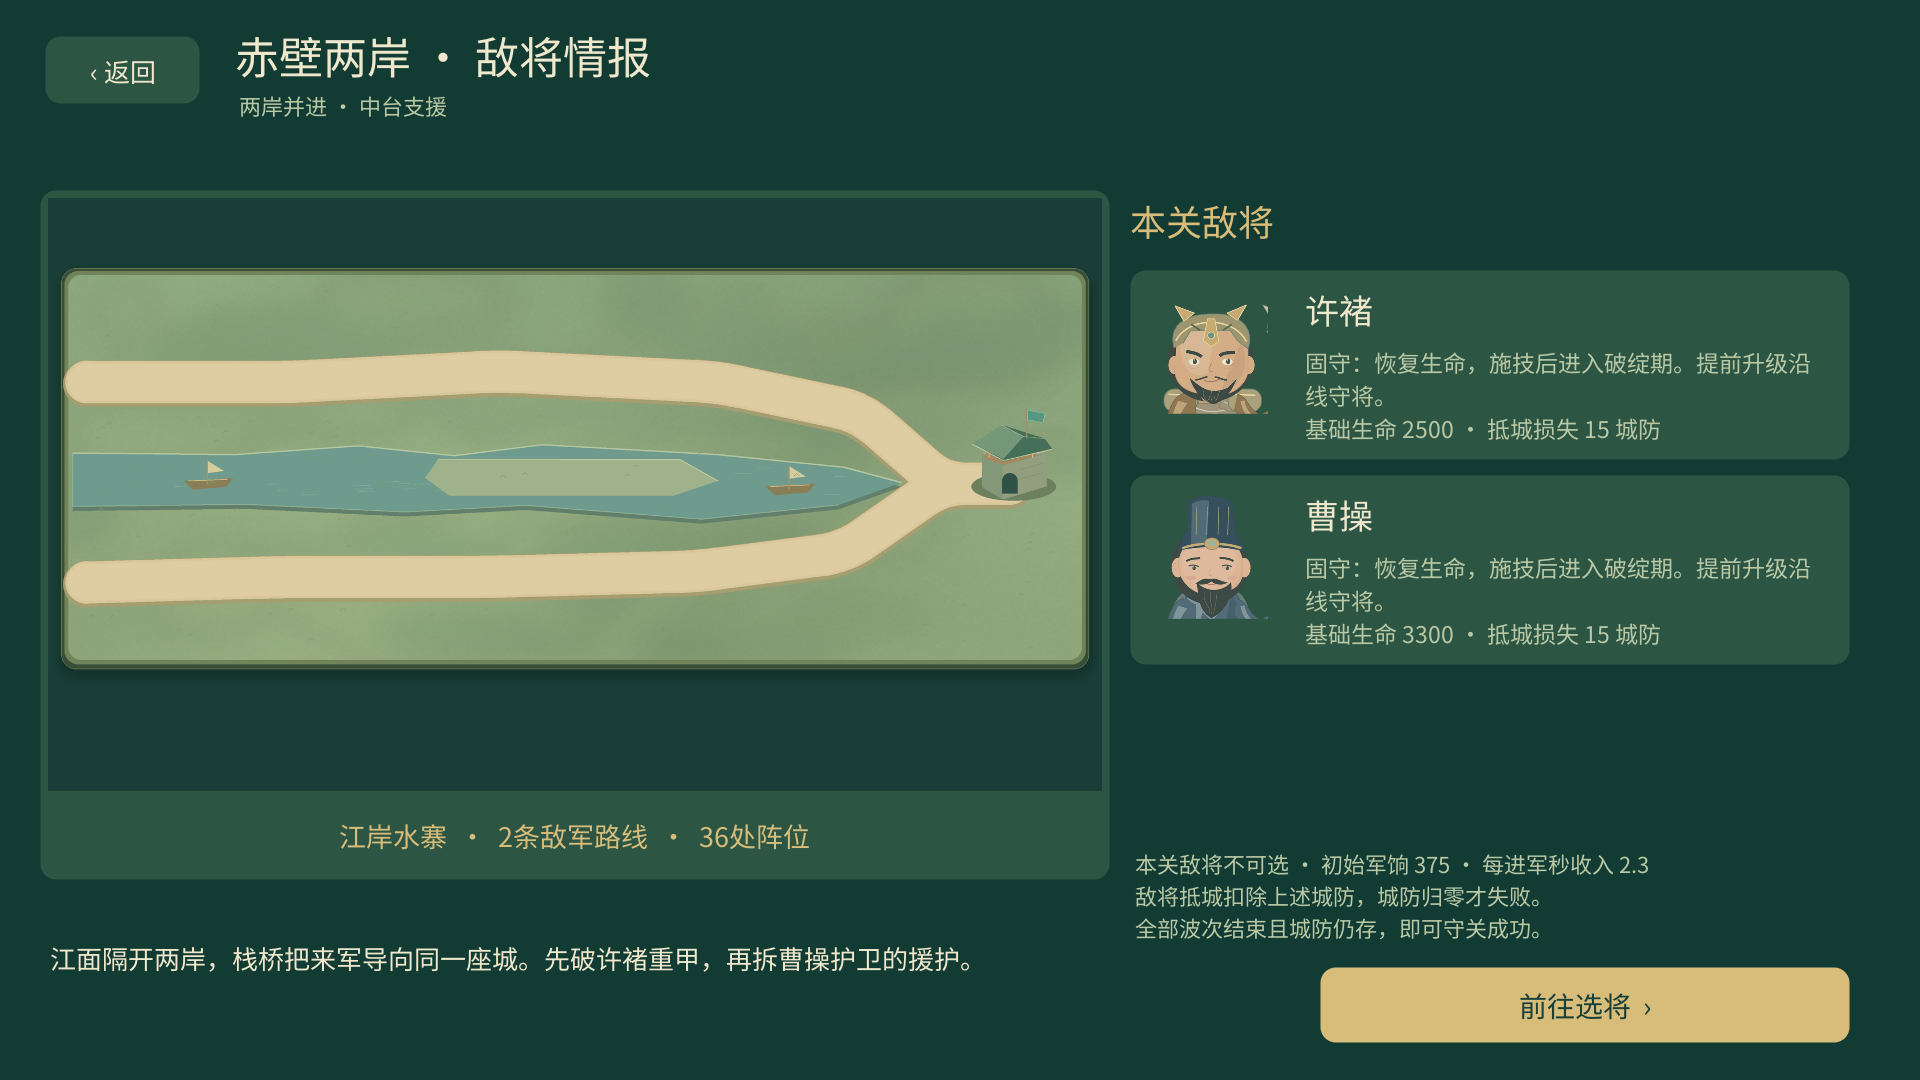 ‹ 返回
赤壁两岸 · 敌将情报
两岸并进 · 中台支援
江岸水寨 · 2条敌军路线 · 36处阵位
江面隔开两岸，栈桥把来军导向同一座城。先破许褚重甲，再拆曹操护卫的援护。
本关敌将
许褚
固守：恢复生命，施技后进入破绽期。提前升级沿
线守将。
基础生命 2500 · 抵城损失 15 城防
曹操
固守：恢复生命，施技后进入破绽期。提前升级沿
线守将。
基础生命 3300 · 抵城损失 15 城防
本关敌将不可选 · 初始军饷 375 · 每进军秒收入 2.3
敌将抵城扣除上述城防，城防归零才失败。
全部波次结束且城防仍存，即可守关成功。
前往选将 ›